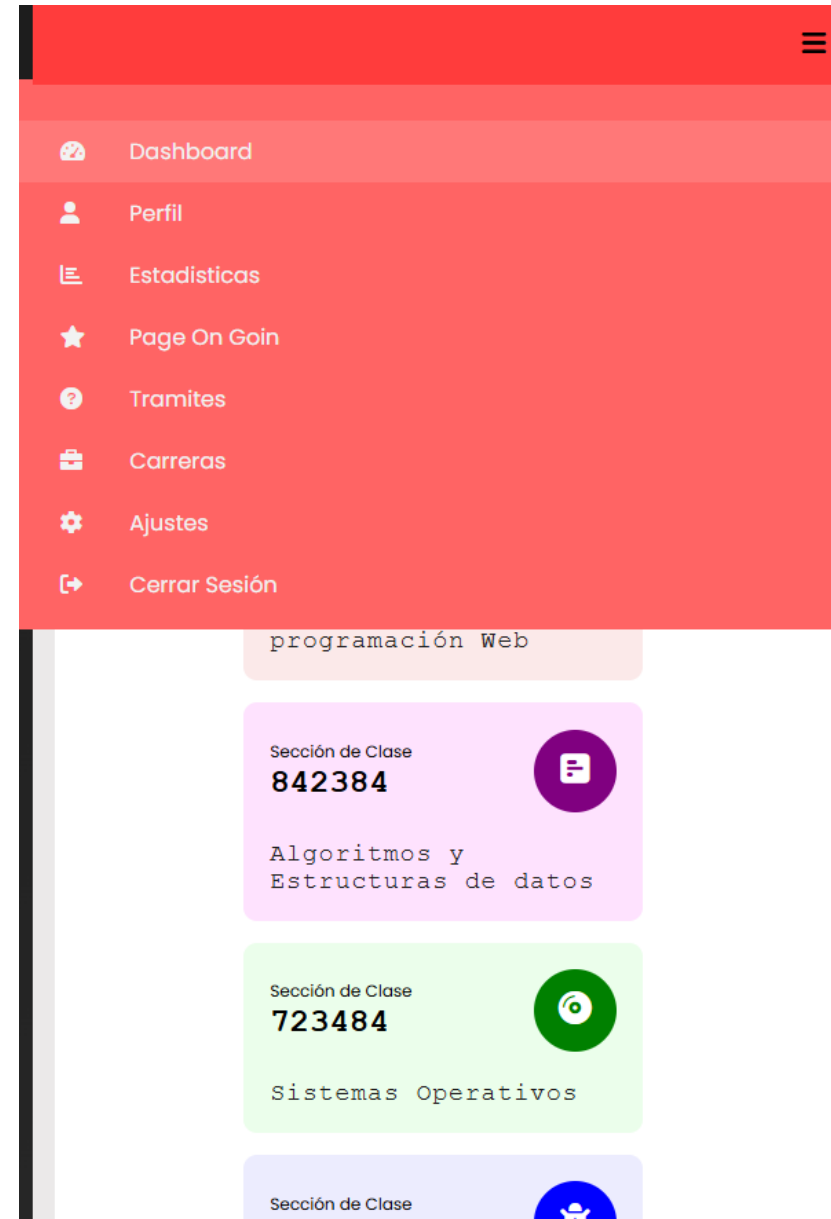 Dashboard
Perfil
Estadisticas
Page On Goin
Tramites
Carreras
Ajustes
Cerrar Sesión
programación Web
Sección de Clase
842384
Algoritmos y
Estructuras de datos
Sección de Clase
723484
Sistemas Operativos
Sección de Clase